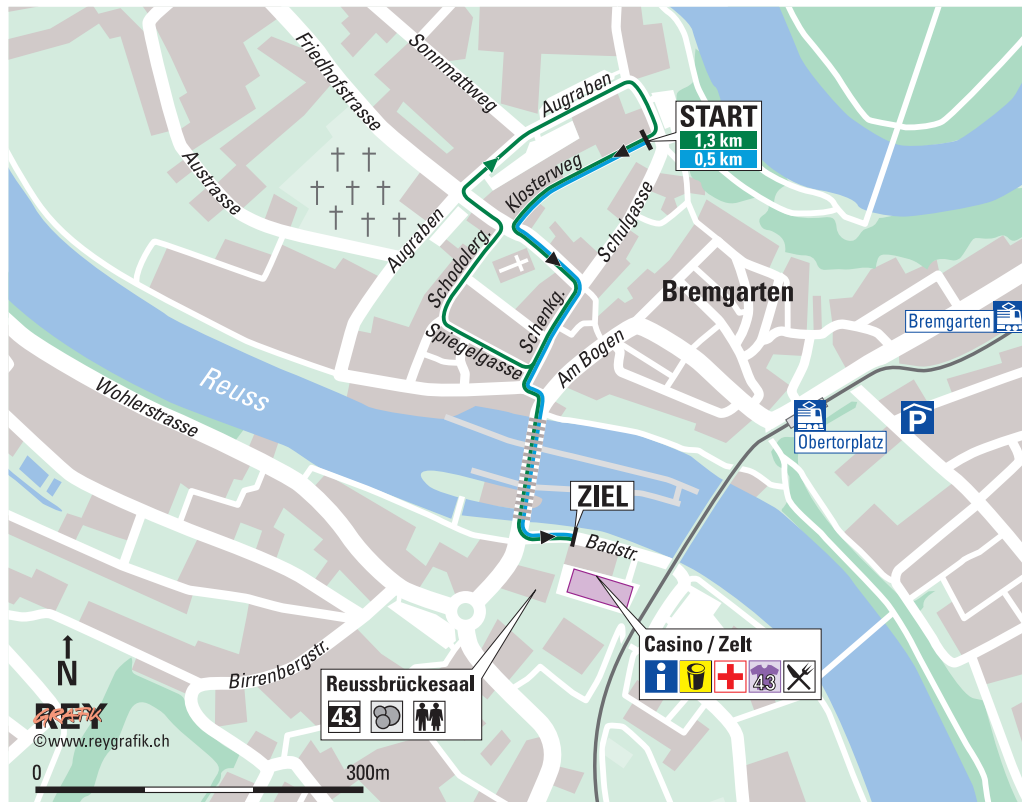 Friedhofstrasse
Sonnmattweg
Augraben
START
1,3 km
0,5 km
Austrasse
Klosterweg
Schulgasse
Augraben
Schodolerg.
Bremgarten
Schenkg.
Bremgarten
Spiegelgasse
Am Bogen
Reuss
Wohlerstrasse
P
Obertorplatz
ZIEL
Badstr.
Casino / Zelt
i
43
N
Birrenbergstr.
Reussbrückesaal
43
REY
GRAFIK
©www.reygrafik.ch
0
300m